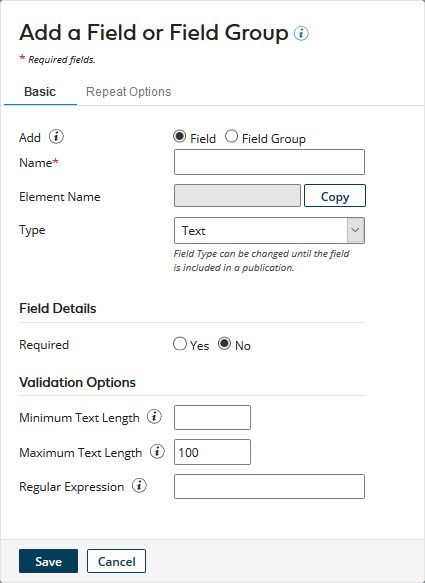 Add a Field or Field Group i
* Required fields.
Basic Repeat Options
Add i Field Field Group
Name*
Element Name Copy
Type Text
Field Type can be changed until the field
is included in a publication.
Field Details
Required Yes No
Validation Options
Minimum Text Length i
Maximum Text Length i 100
Regular Expression i
Save Cancel